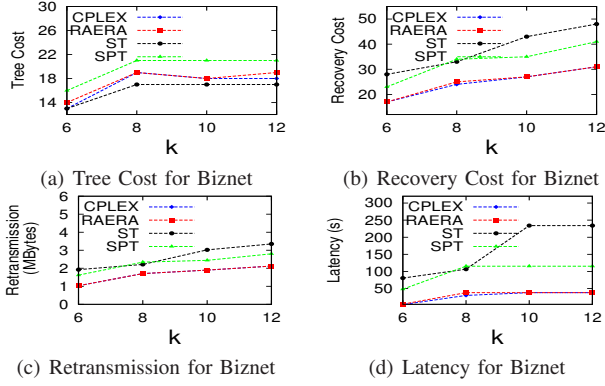 CPLEX
RAERA
ST
SPT
Tree Cost
30
26
22
18
14
6 8 10 12
k
(a) Tree Cost for Biznet
CPLEX
RAERA
ST
SPT
Recovery Cost
50
40
30
20
6 8 10 12
k
(b) Recovery Cost for Biznet
CPLEX
RAERA
ST
SPT
Retransmission
(MBytes)
6
5
4
3
2
1
0
6 8 10 12
k
(c) Retransmission for Biznet
CPLEX
RAERA
ST
SPT
Latency (s)
300
250
200
150
100
50
6 8 10 12
k
(d) Latency for Biznet